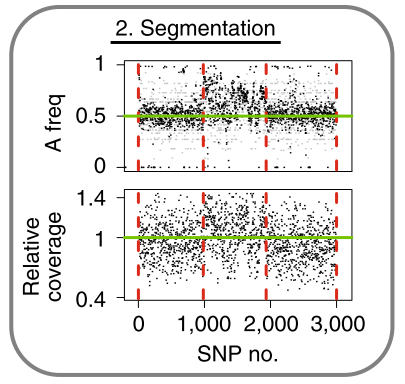 2. Segmentation
A freq
1
0.5
0
Relative
coverage
1.4
1
0.4
0 1,000 2,000 3,000
SNP no.